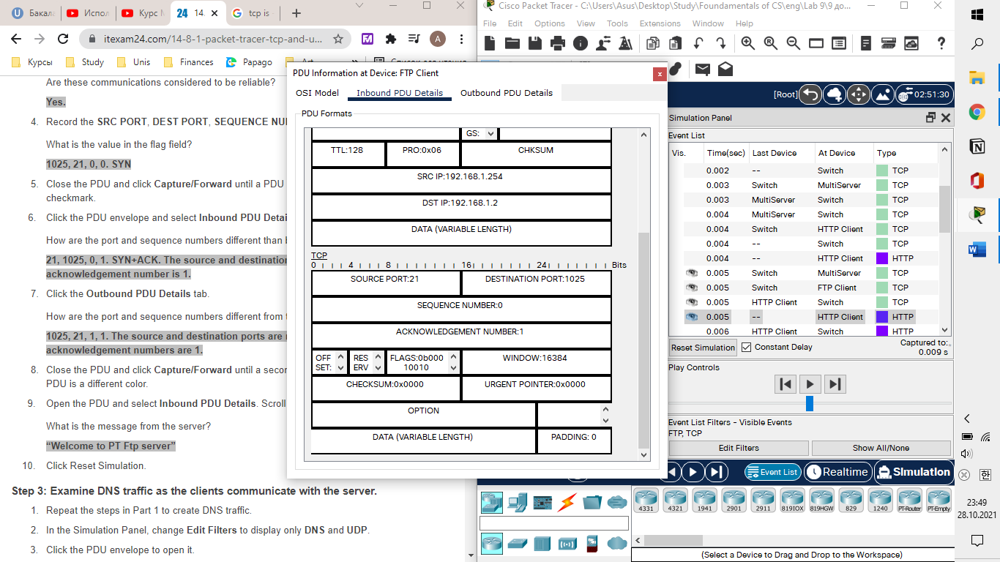 Бакала
Испол
Курс М
24
14.
tcp is
itexam24.com/14-8-1-packet-tracer-tcp-and-u...
A
Курсы
Study
Unis
Finances
Papago
Are these communications considered to be reliable?
Yes.
4. Record the SRC PORT, DEST PORT, SEQUENCE NU
What is the value in the flag field?
1025, 21, 0, 0. SYN
5. Close the PDU and click Capture/Forward until a PDU
checkmark.
6. Click the PDU envelope and select Inbound PDU Detai
How are the port and sequence numbers different than
21, 1025, 0, 1. SYN+ACK. The source and destination
acknowledgement number is 1.
7. Click the Outbound PDU Details tab.
How are the port and sequence numbers different from
1025, 21, 1, 1. The source and destination ports are
acknowledgement numbers are 1.
8. Close the PDU and click Capture/Forward until a secon
PDU is a different color.
9. Open the PDU and select Inbound PDU Details. Scroll
What is the message from the server?
“Welcome to PT Ftp server”
10. Click Reset Simulation.
Step 3: Examine DNS traffic as the clients communicate with the server.
1. Repeat the steps in Part 1 to create DNS traffic.
2. In the Simulation Panel, change Edit Filters to display only DNS and UDP.
3. Click the PDU envelope to open it.
PDU Information at Device: FTP Client
x
OSI Model Inbound PDU Details Outbound PDU Details
PDU Formats
GS:
TTL:128 PRO:0x06 CHKSUM
SRC IP:192.168.1.254
DST IP:192.168.1.2
DATA (VARIABLE LENGTH)
TCP
0 4 8 16 24 Bits
SOURCE PORT:21 DESTINATION PORT:1025
SEQUENCE NUMBER:0
ACKNOWLEDGEMENT NUMBER:1
OFF SET: RES ERV FLAGS:0b000 10010 WINDOW:16384
CHECKSUM:0x0000 URGENT POINTER:0x0000
OPTION
DATA (VARIABLE LENGTH) PADDING: 0
Cisco Packet Tracer - C:\Users\Asus\Desktop\Study\Foundamentals of CS\eng\Lab 9\9 до...
File Edit Options View Tools Extensions Window Help
[Root] 02:51:30
Simulation Panel
Event List
Vis. Time(sec) Last Device At Device Type
0.002 -- Switch TCP
0.003 Switch MultiServer TCP
0.003 MultiServer Switch TCP
0.004 MultiServer Switch TCP
0.004 Switch HTTP Client TCP
0.004 -- Switch TCP
0.004 -- HTTP Client HTTP
0.005 Switch MultiServer TCP
0.005 Switch FTP Client TCP
0.005 HTTP Client Switch TCP
0.005 -- HTTP Client HTTP
0.006 HTTP Client Switch HTTP
Reset Simulation Constant Delay Captured to:
0.009 s
Play Controls
Event List Filters - Visible Events
FTP, TCP
Edit Filters Show All/None
Event List Realtime Simulation
4331 4321 1941 2901 2911 819IOX 819HGW 829 1240 PT-Router PT-Empty
(Select a Device to Drag and Drop to the Workspace)
한
23:49
28.10.2021